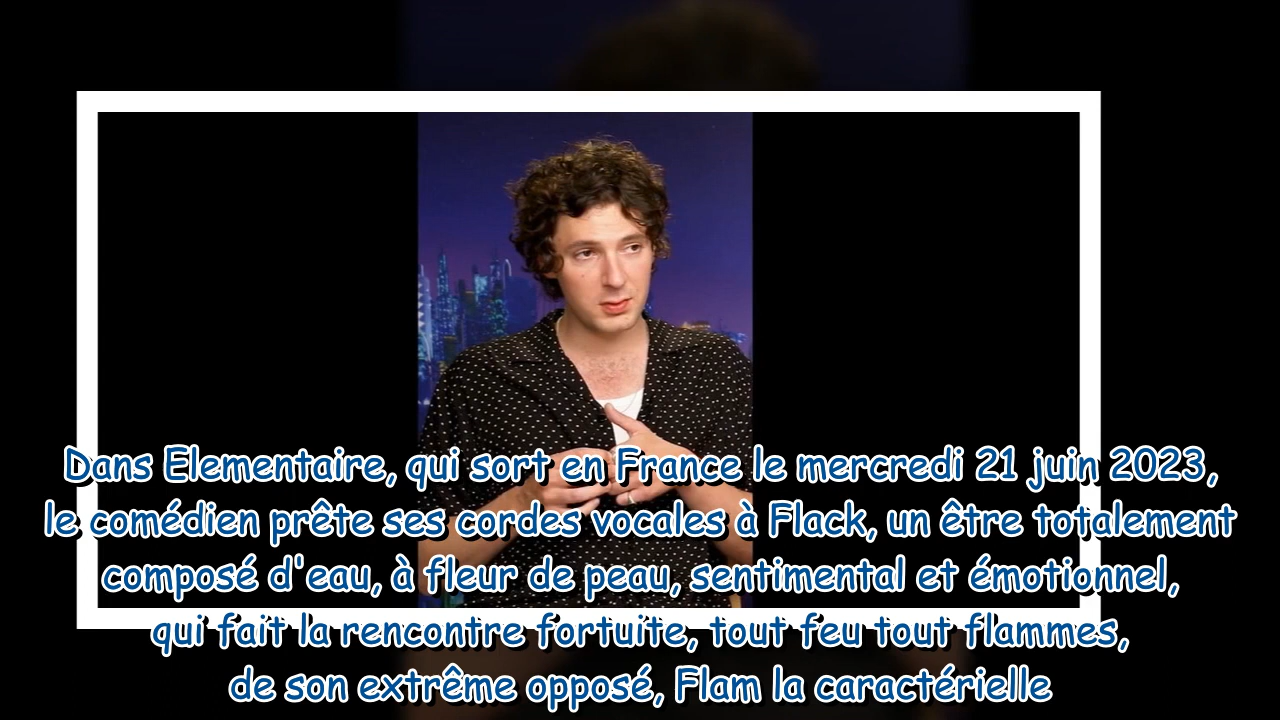 Dans Elementaire, qui sort en France le mercredi 21 juin 2023,
le comédien prête ses cordes vocales à Flack, un être totalement
composé d'eau, à fleur de peau, sentimental et émotionnel,
qui fait la rencontre fortuite, tout feu tout flammes,
de son extrême opposé, Flam la caractérielle